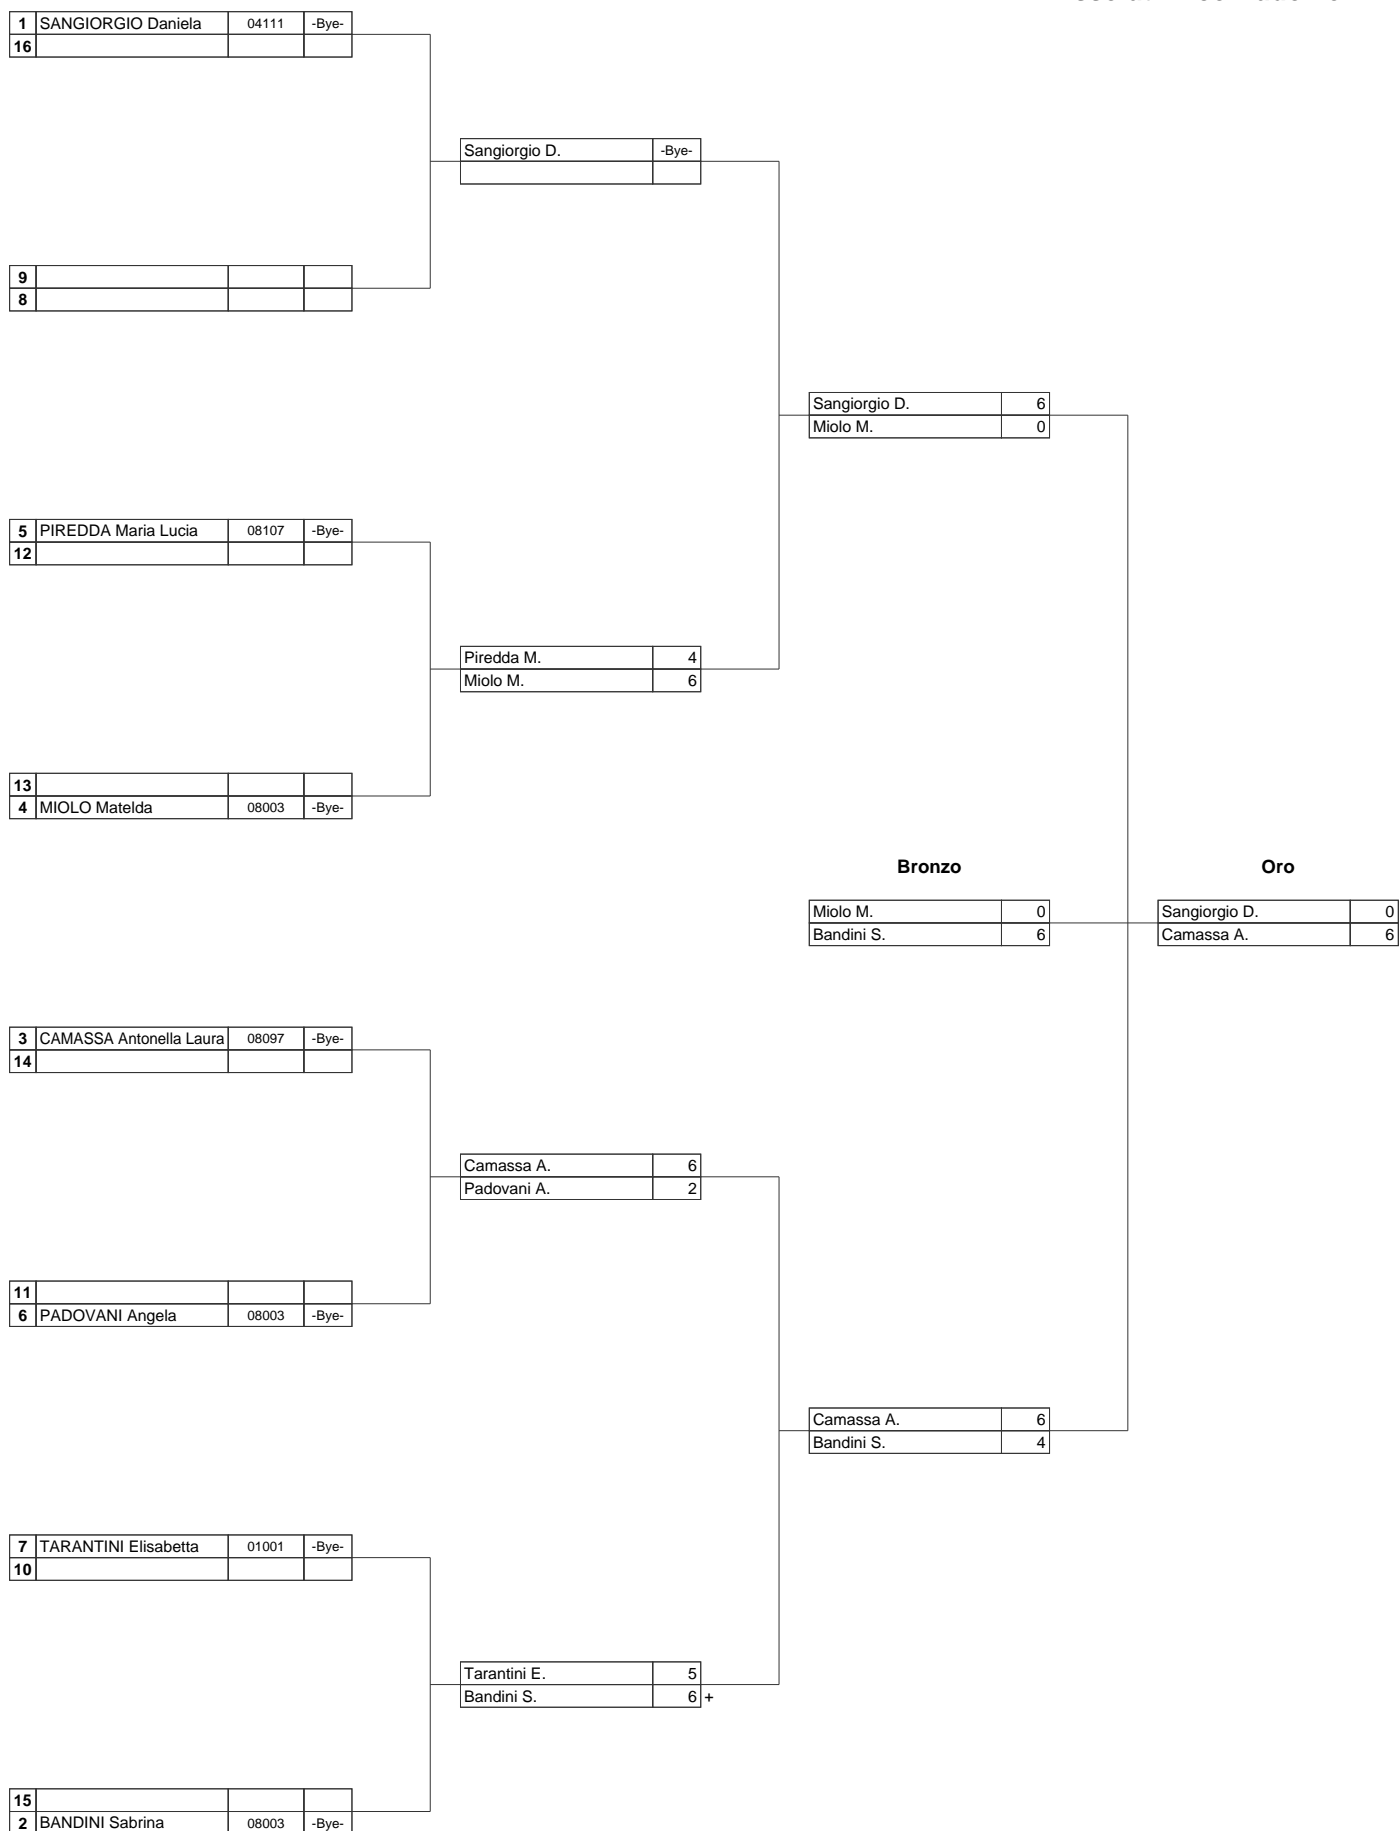 1 SANGIORGIO Daniela 04111 -Bye-
16
Sangiorgio D. -Bye-
9
8
Sangiorgio D. 6
Miolo M. 0
5 PIREDDA Maria Lucia 08107 -Bye-
12
Piredda M. 4
Miolo M. 6
13
4 MIOLO Matelda 08003 -Bye-
Bronzo Oro
Miolo M. 0 Sangiorgio D. 0
Bandini S. 6 Camassa A. 6
3 CAMASSA Antonella Laura 08097 -Bye-
14
Camassa A. 6
Padovani A. 2
11
6 PADOVANI Angela 08003 -Bye-
Camassa A. 6
Bandini S. 4
7 TARANTINI Elisabetta 01001 -Bye-
10
Tarantini E. 5
Bandini S. 6 +
15
2 BANDINI Sabrina 08003 -Bye-